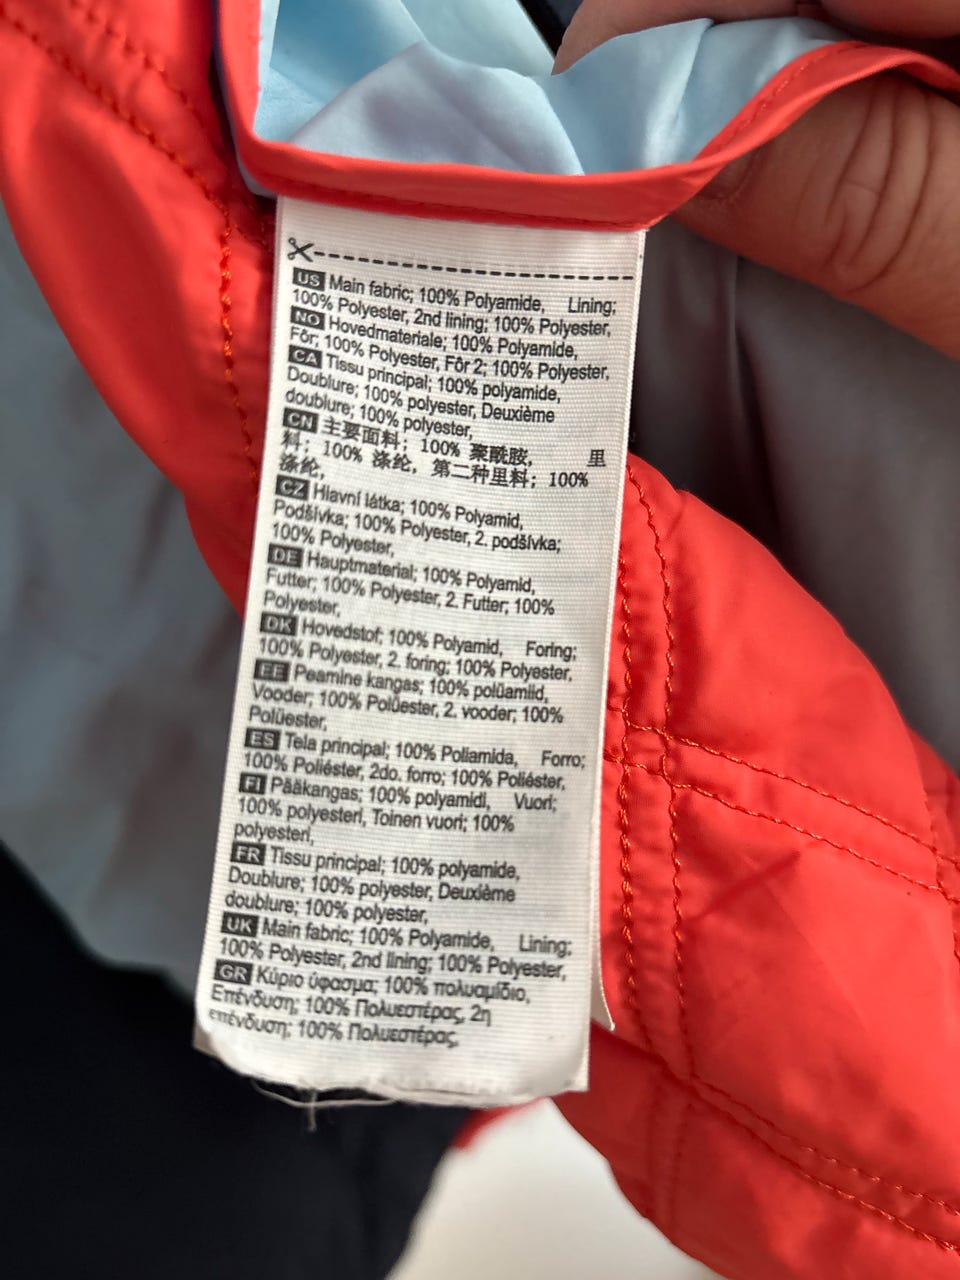 US Main fabric; 100% Polyamide, Lining;
100% Polyester, 2nd lining; 100% Polyester,
NO Hovedmateriale; 100% Polyamide,
Fôr; 100% Polyester, Fôr 2; 100% Polyester,
CA Tissu principal; 100% polyamide,
Doublure; 100% polyester, Deuxième
doublure; 100% polyester,
CN 主要面料; 100% 聚酰胺, 里
料; 100% 涤纶, 第二种里料; 100%
涤纶,
CZ Hlavní látka; 100% Polyamid,
Podšívka; 100% Polyester, 2. podšívka;
100% Polyester,
DE Hauptmaterial; 100% Polyamid,
Futter; 100% Polyester, 2. Futter; 100%
Polyester,
DK Hovedstof; 100% Polyamid, Foring;
100% Polyester, 2. foring; 100% Polyester,
EE Peamine kangas; 100% polüamiid,
Vooder; 100% Polüester, 2. vooder; 100%
Polüester,
ES Tela principal; 100% Poliamida, Forro;
100% Poliéster, 2do. forro; 100% Poliéster,
FI Pääkangas; 100% polyamidi, Vuori;
100% polyesteri, Toinen vuori; 100%
polyesteri,
FR Tissu principal; 100% polyamide,
Doublure; 100% polyester, Deuxième
doublure; 100% polyester,
UK Main fabric; 100% Polyamide, Lining;
100% Polyester, 2nd lining; 100% Polyester,
GR Κύριο ύφασμα; 100% πολυαμίδιο,
Επένδυση; 100% Πολυεστέρας, 2η
επένδυση; 100% Πολυεστέρας,